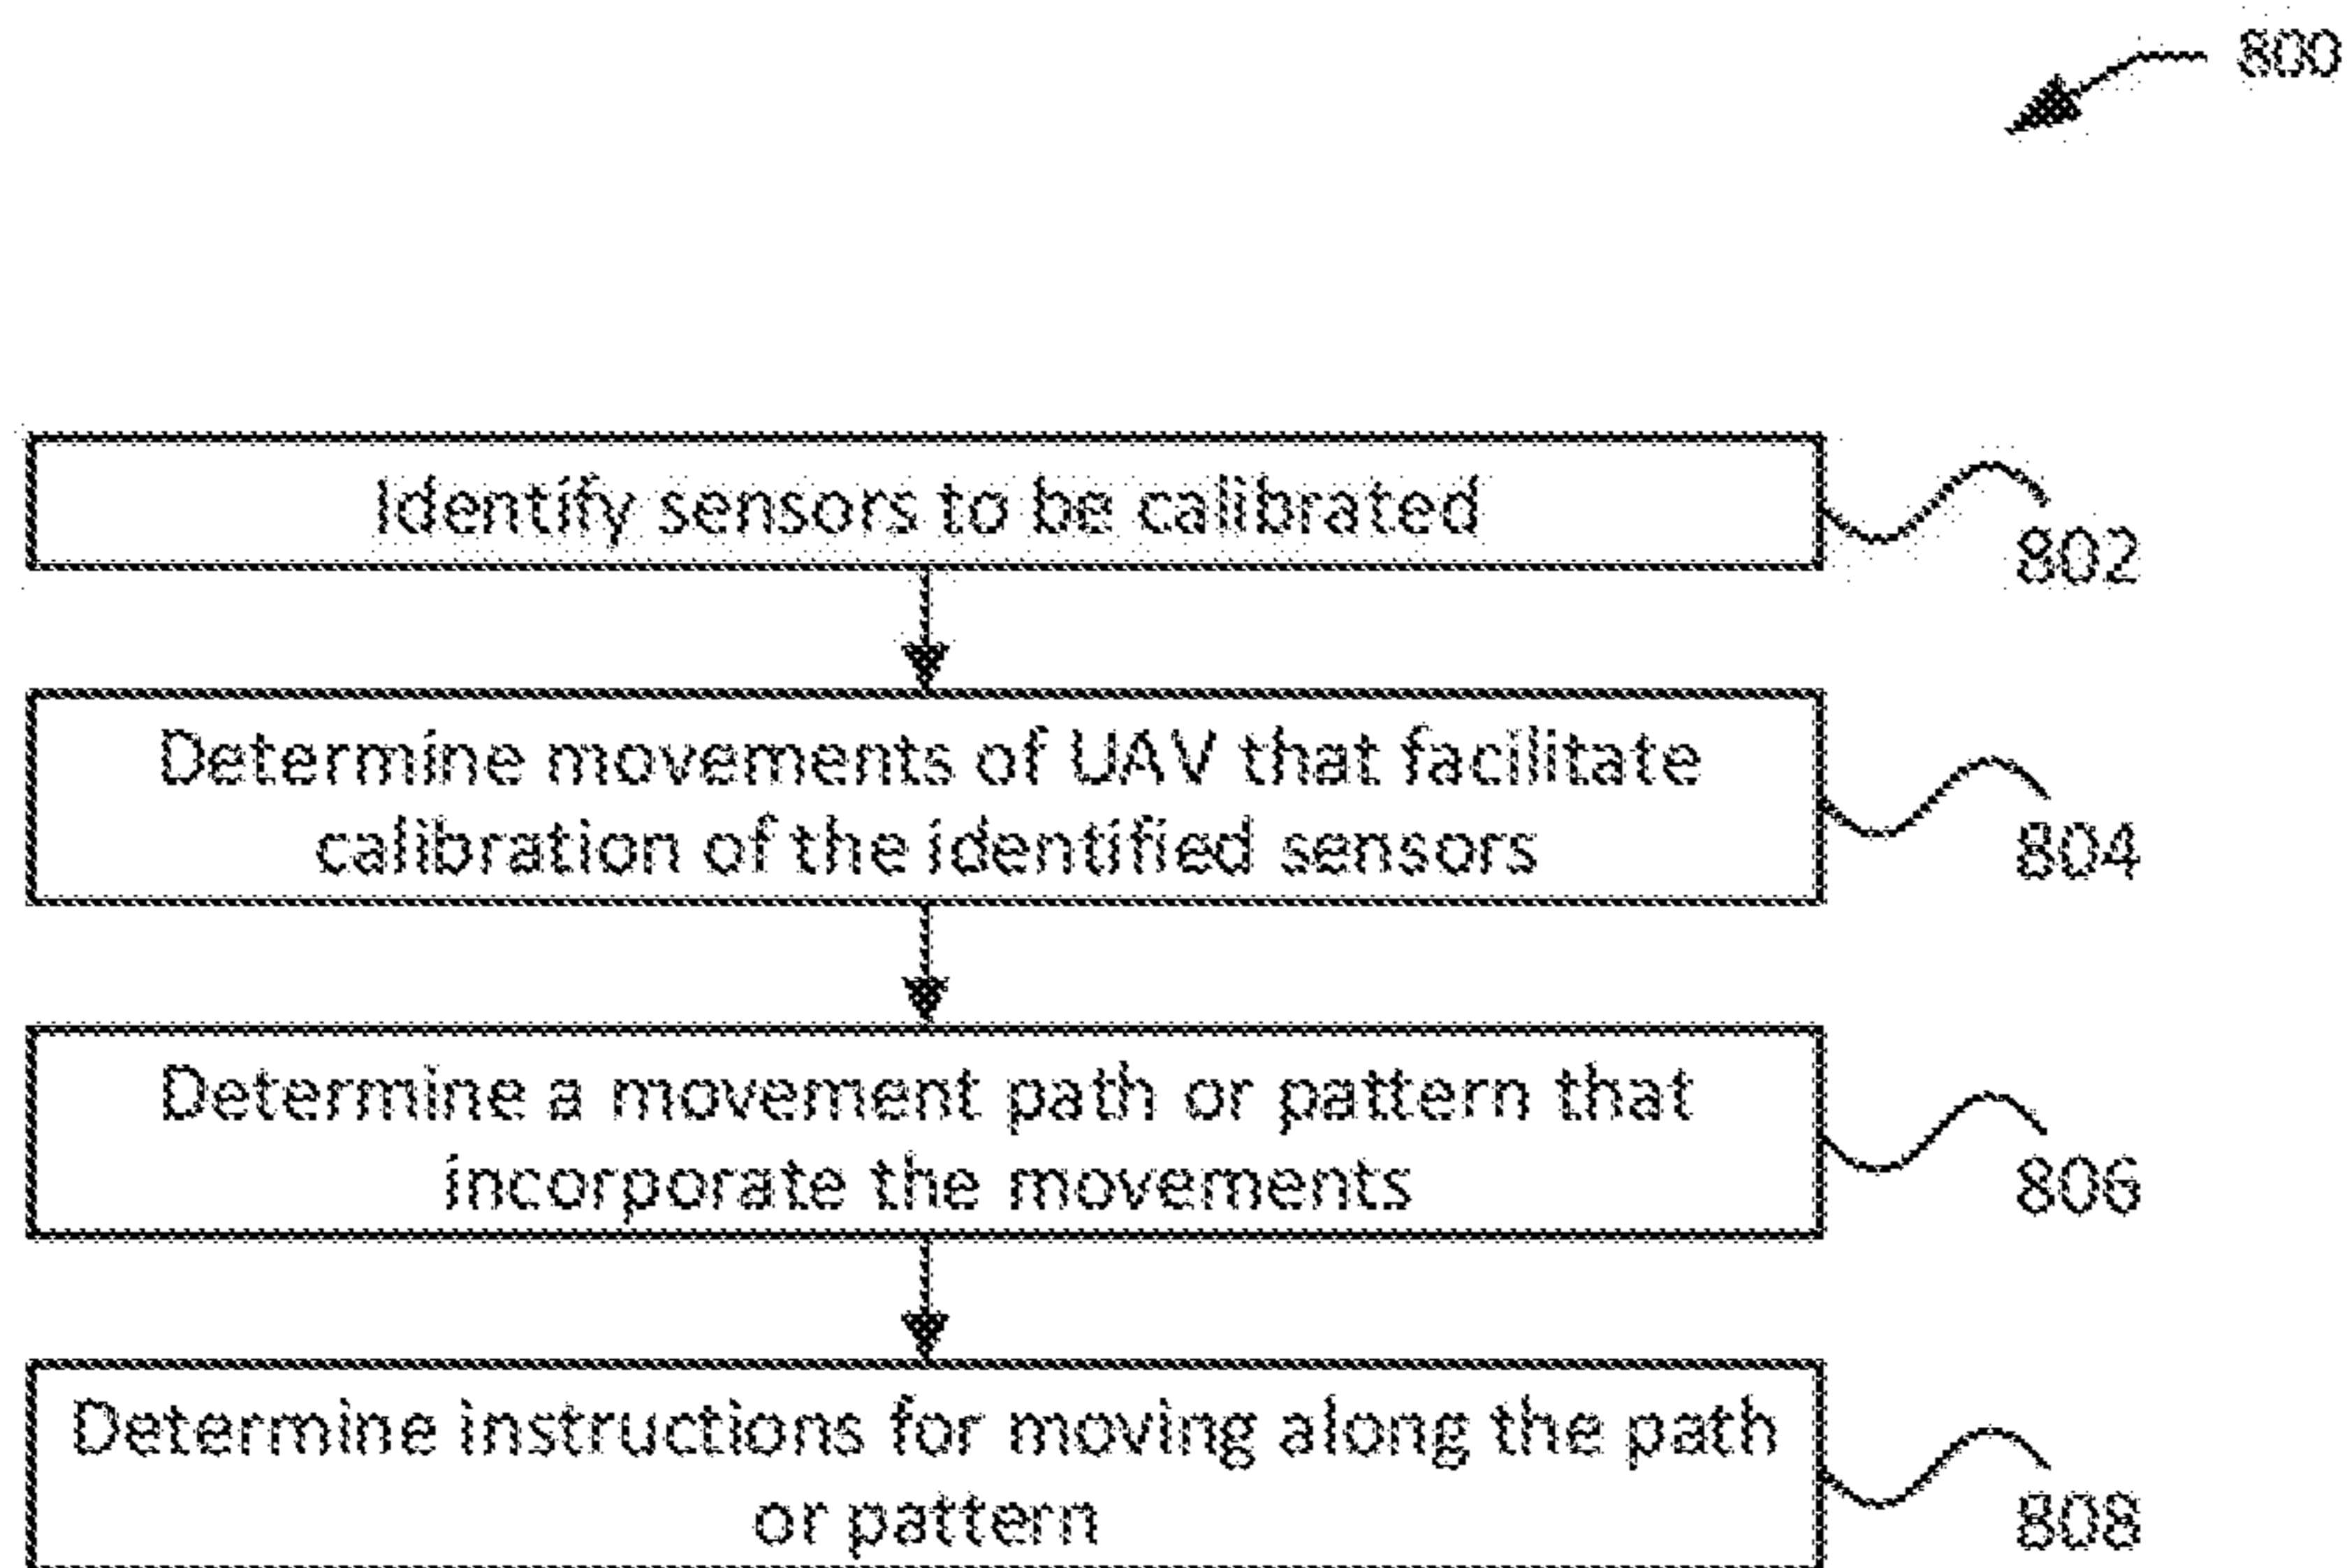 800
Identify sensors to be calibrated
802
Determine movements of UAV that facilitate
calibration of the identified sensors
804
Determine a movement path or pattern that
incorporate the movements
806
Determine instructions for moving along the path
or pattern
808